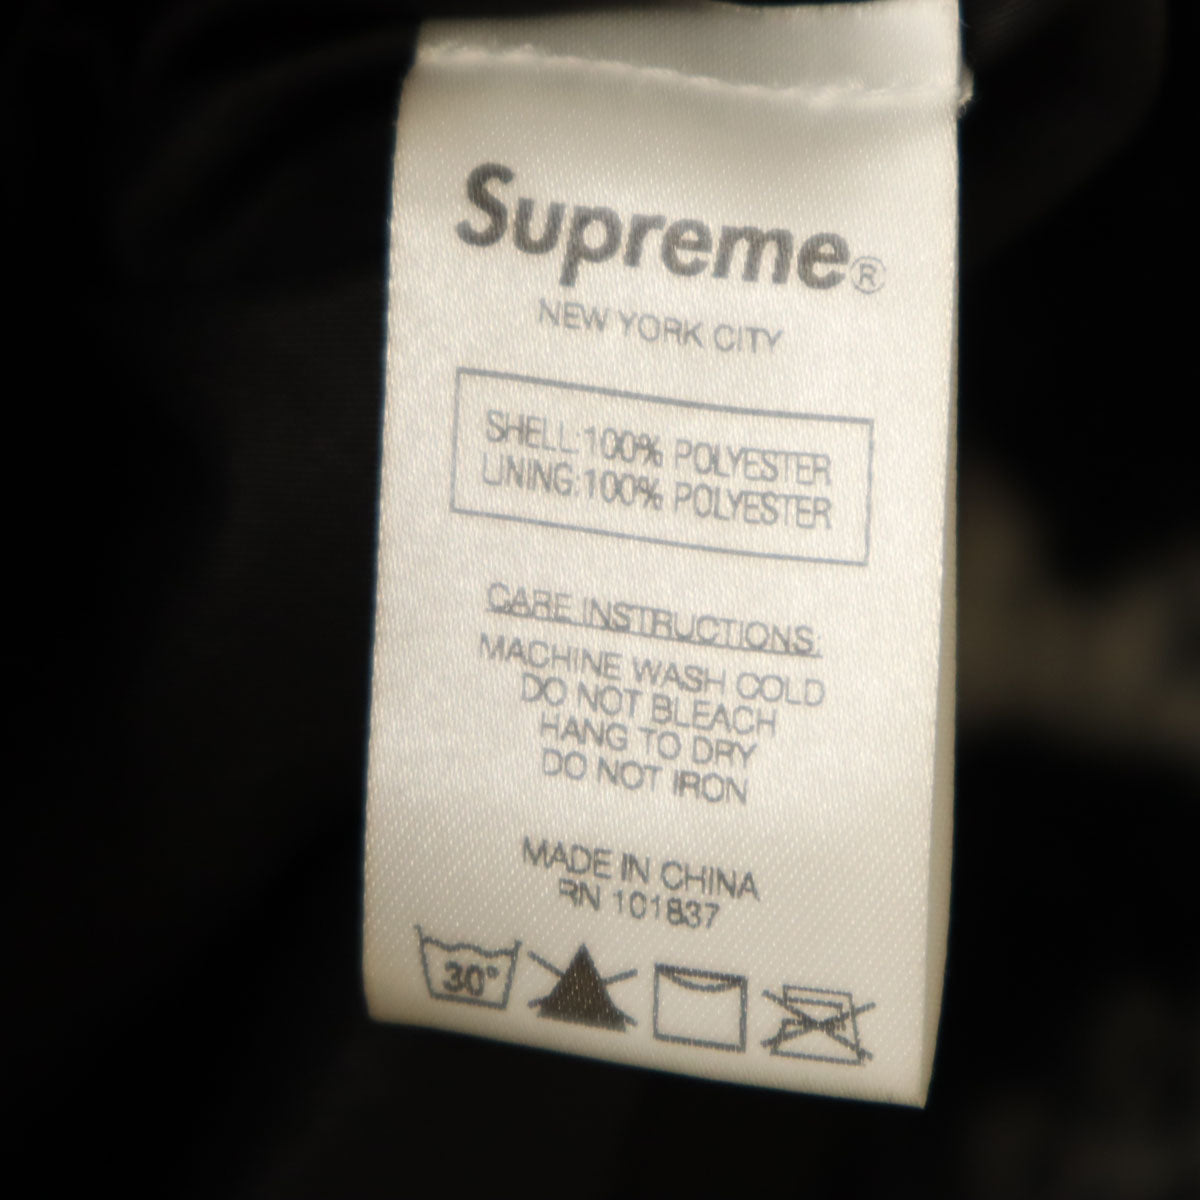 Supreme®
NEW YORK CITY
SHELL:100% POLYESTER
LINING:100% POLYESTER
CARE INSTRUCTIONS:
MACHINE WASH COLD
DO NOT BLEACH
HANG TO DRY
DO NOT IRON
MADE IN CHINA
RN 101837
30°